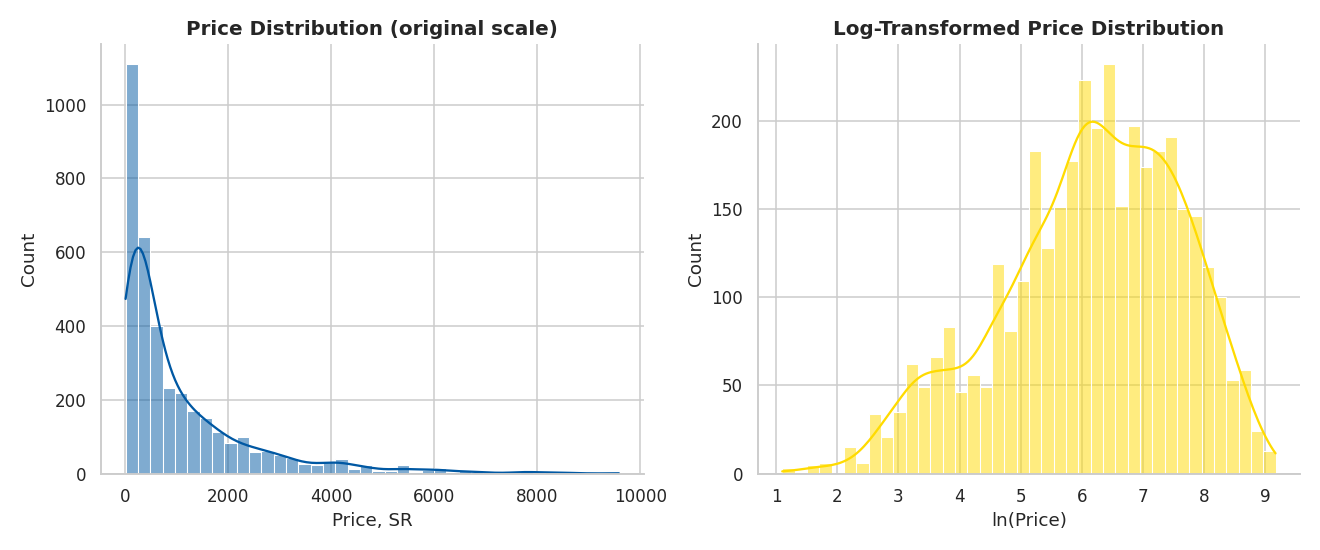 Price Distribution (original scale)
1000
800
600
400
200
0
Count
0 2000 4000 6000 8000 10000
Price, SR
Log-Transformed Price Distribution
200
150
100
50
0
Count
1 2 3 4 5 6 7 8 9
ln(Price)